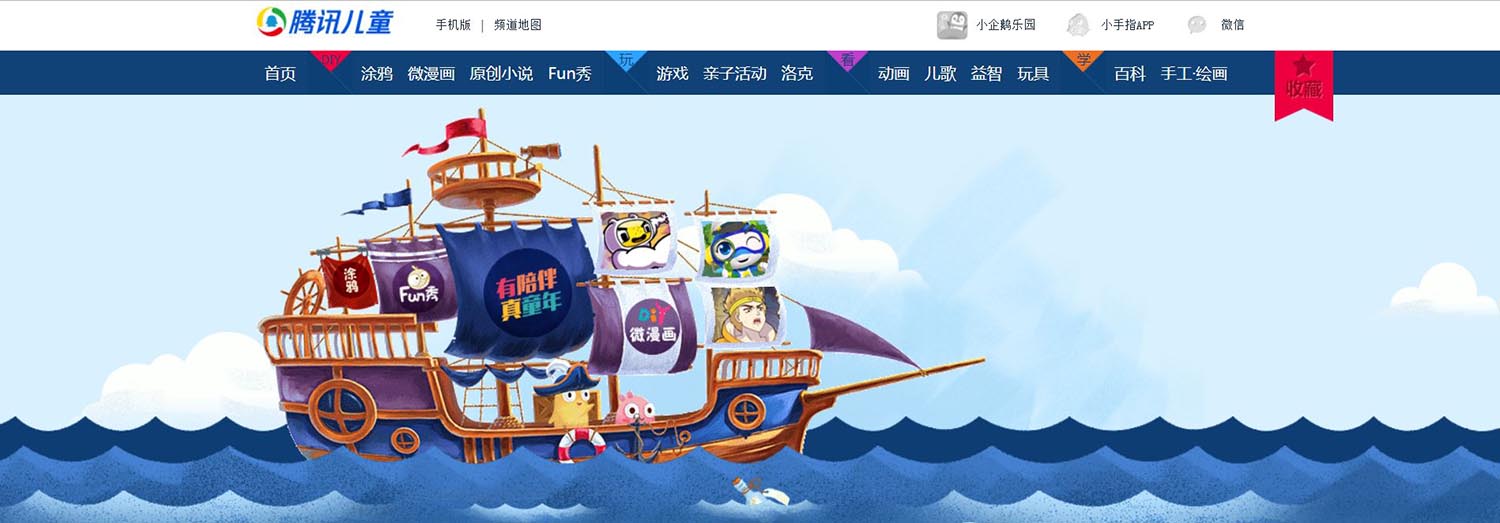 腾讯儿童
手机版 | 频道地图
小企鹅乐园 小手指APP 微信
首页 DIY 涂鸦 微漫画 原创小说 Fun秀 玩 游戏 亲子活动 洛克 看 动画 儿歌 益智 玩具 学 百科 手工·绘画
收藏
涂鸦
Fun秀
有陪伴
真童年
DiY
微漫画